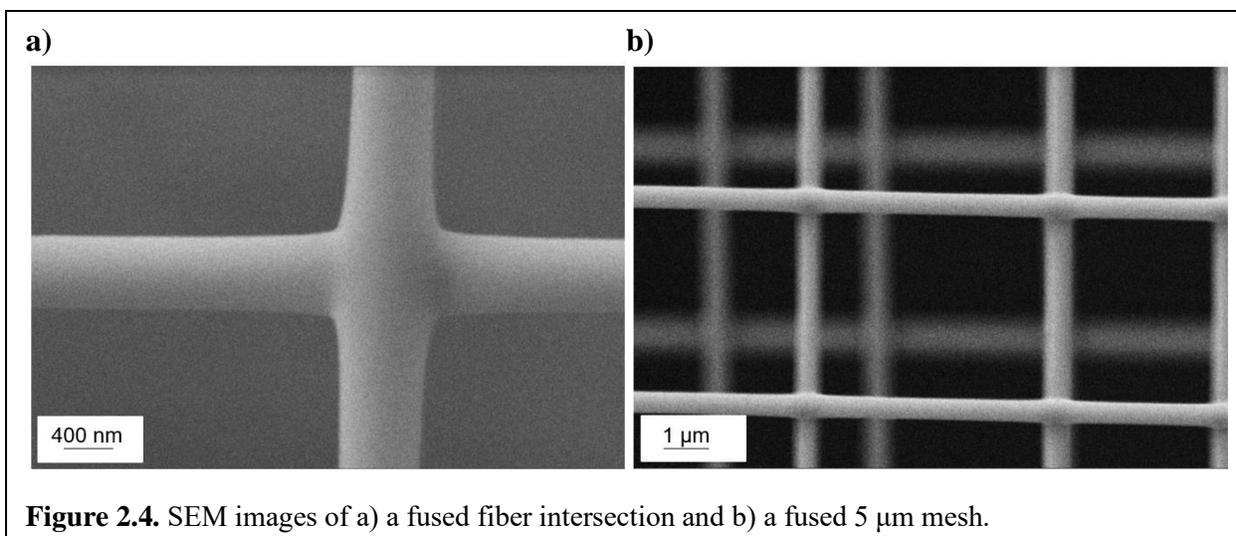 a)
b)
400 nm
1 μm
Figure 2.4. SEM images of a) a fused fiber intersection and b) a fused 5 μm mesh.